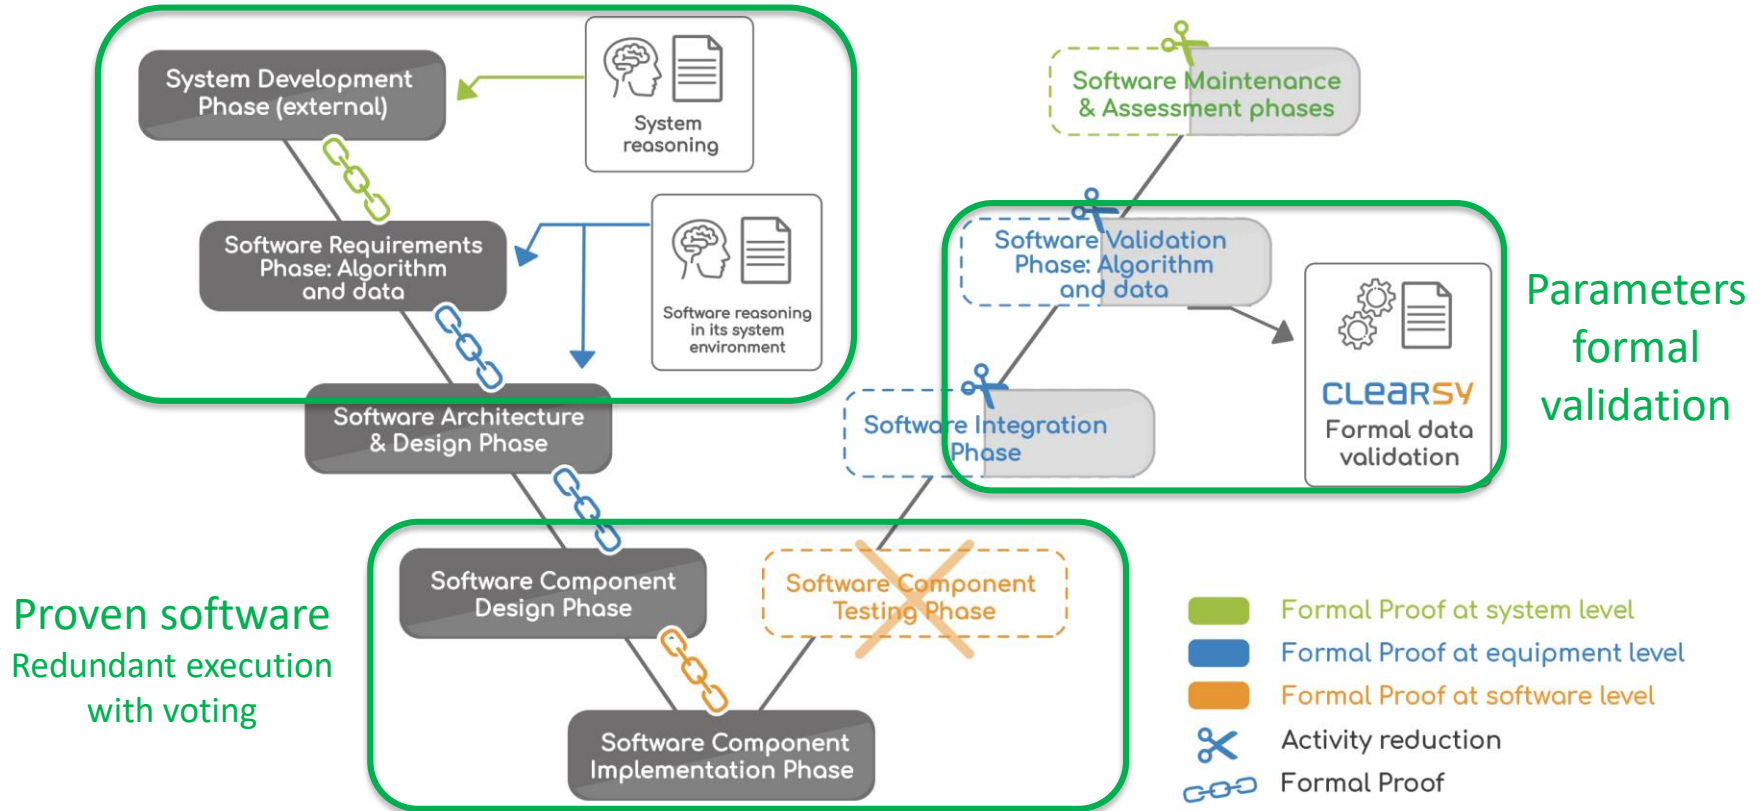 System Development
Phase (external)
System
reasoning
Software Requirements
Phase: Algorithm
and data
Software reasoning
in its system
environment
Software Architecture
& Design Phase
Software Component
Design Phase
Software Component
Implementation Phase
Software Component
Testing Phase
Software Integration
Phase
Software Validation
Phase: Algorithm
and data
Software Maintenance
& Assessment phases
CLEARSY
Formal data
validation
Parameters
formal
validation
Proven software
Redundant execution
with voting
Formal Proof at system level
Formal Proof at equipment level
Formal Proof at software level
Activity reduction
Formal Proof